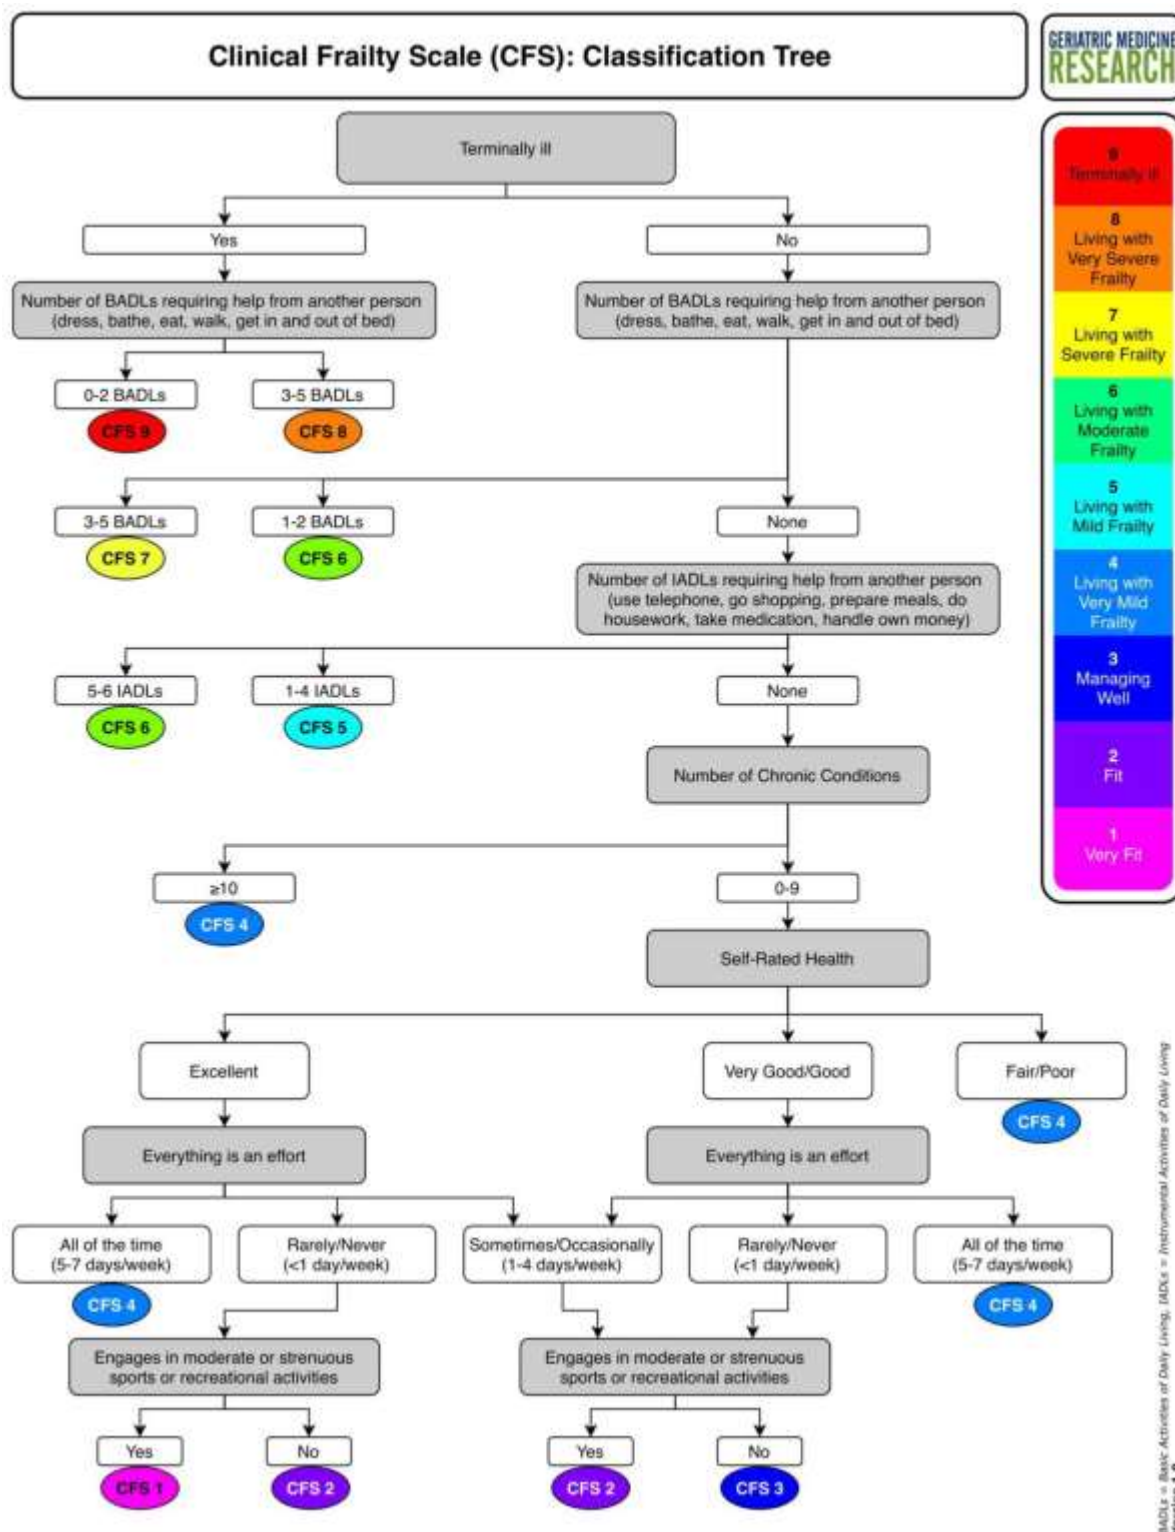 Clinical Frailty Scale (CFS): Classification Tree
GERIATRIC MEDICINE
RESEARCH
Terminally ill
Yes
No
Number of BADLs requiring help from another person
(dress, bathe, eat, walk, get in and out of bed)
Number of BADLs requiring help from another person
(dress, bathe, eat, walk, get in and out of bed)
0-2 BADLs
3-5 BADLs
CFS 9
CFS 8
3-5 BADLs
1-2 BADLs
None
CFS 7
CFS 6
Number of IADLs requiring help from another person
(use telephone, go shopping, prepare meals, do
housework, take medication, handle own money)
5-6 IADLs
1-4 IADLs
None
CFS 6
CFS 5
Number of Chronic Conditions
≥10
0-9
CFS 4
Self-Rated Health
Excellent
Very Good/Good
Fair/Poor
CFS 4
Everything is an effort
Everything is an effort
All of the time
(5-7 days/week)
Rarely/Never
(<1 day/week)
Sometimes/Occasionally
(1-4 days/week)
Rarely/Never
(<1 day/week)
All of the time
(5-7 days/week)
CFS 4
CFS 4
Engages in moderate or strenuous
sports or recreational activities
Engages in moderate or strenuous
sports or recreational activities
Yes
No
Yes
No
CFS 1
CFS 2
CFS 2
CFS 3
9
Terminally ill
8
Living with
Very Severe
Frailty
7
Living with
Severe Frailty
6
Living with
Moderate
Frailty
5
Living with
Mild Frailty
4
Living with
Very Mild
Frailty
3
Managing
Well
2
Fit
1
Very Fit
BADLs = Basic Activities of Daily Living, IADLs = Instrumental Activities of Daily Living